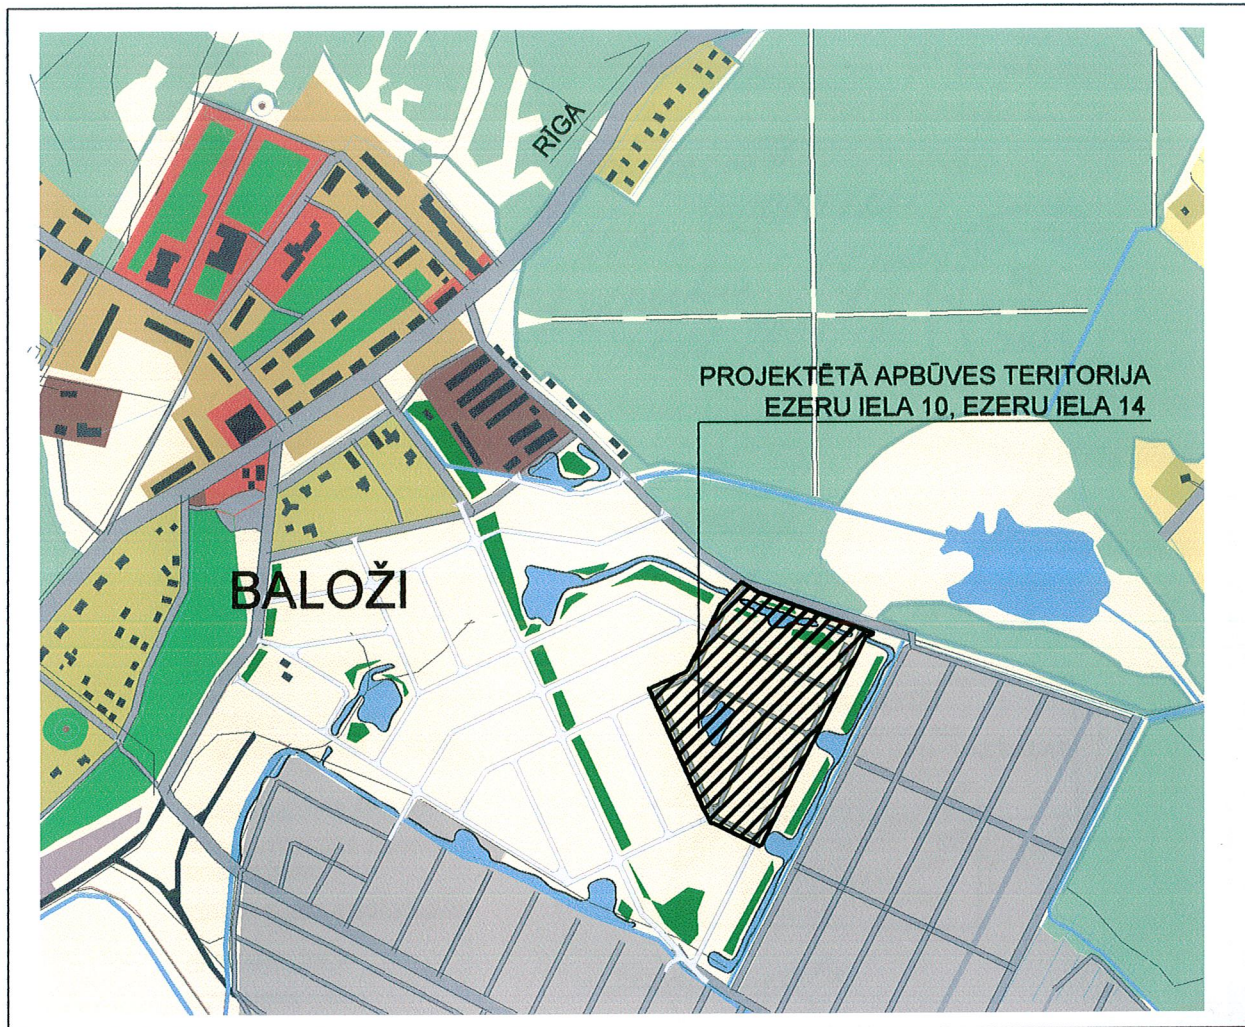 RĪGA
PROJEKTĒTĀ APBŪVES TERITORIJA
EZERU IELA 10, EZERU IELA 14
BALOŽI